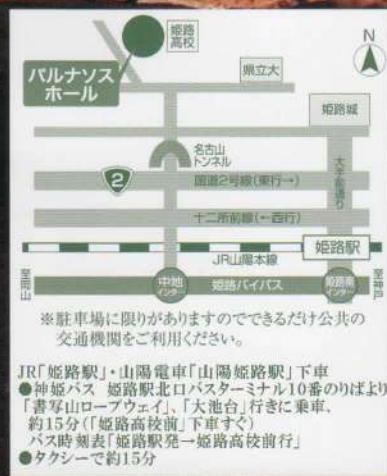 姫路
高校
N
パルナソス
ホール
県立大
姫路城
名古山
トンネル
大手前通り
2
国道2号線(東行→)
十二所前線(←西行)
姫路駅
JR山陽本線
至岡山
中地
インター
姫路バイパス
姫路南
インター
至神戸
※駐車場に限りがありますのでできるだけ公共の
交通機関をご利用ください。
JR「姫路駅」・山陽電車「山陽姫路駅」下車
●神姫バス 姫路駅北口バスターミナル10番のりばより
「書写山ロープウェイ」、「大池台」行きに乗車、
約15分(「姫路高校前」下車すぐ)
バス時刻表「姫路駅発→姫路高校前行」
●タクシーで約15分